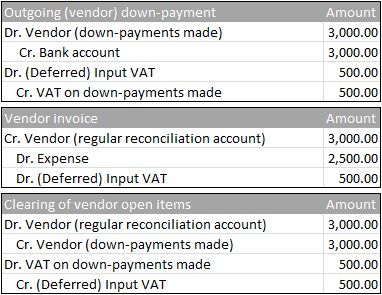 Outgoing (vendor) down-payment Amount
Dr. Vendor (down-payments made) 3,000.00
Cr. Bank account 3,000.00
Dr. (Deferred) Input VAT 500.00
Cr. VAT on down-payments made 500.00
Vendor invoice Amount
Cr. Vendor (regular reconciliation account) 3,000.00
Dr. Expense 2,500.00
Dr. (Deferred) Input VAT 500.00
Clearing of vendor open items Amount
Dr. Vendor (regular reconciliation account) 3,000.00
Cr. Vendor (down-payments made) 3,000.00
Dr. VAT on down-payments made 500.00
Cr. (Deferred) Input VAT 500.00